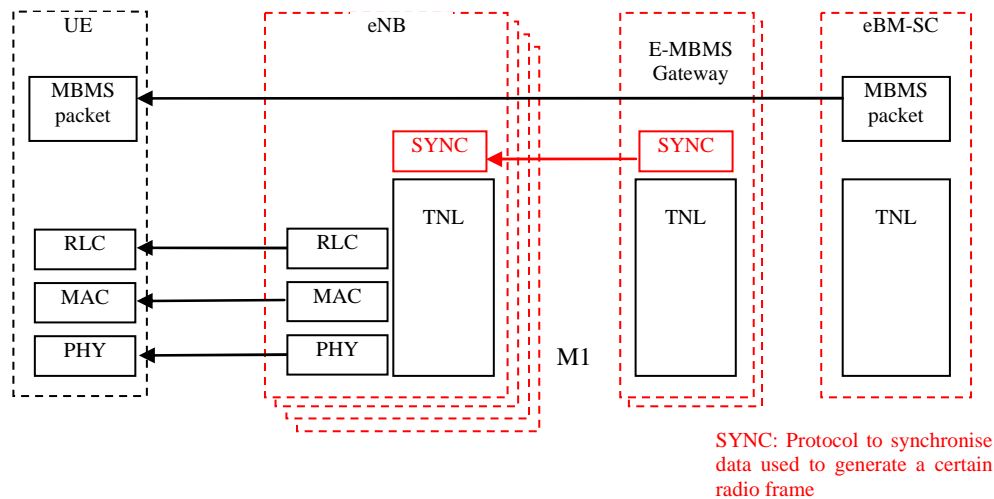 UE
eNB
E-MBMS
Gateway
eBM-SC
MBMS
packet
MBMS
packet
SYNC
SYNC
TNL
TNL
TNL
RLC
RLC
MAC
MAC
PHY
PHY
M1
SYNC: Protocol to synchronise
data used to generate a certain
radio frame